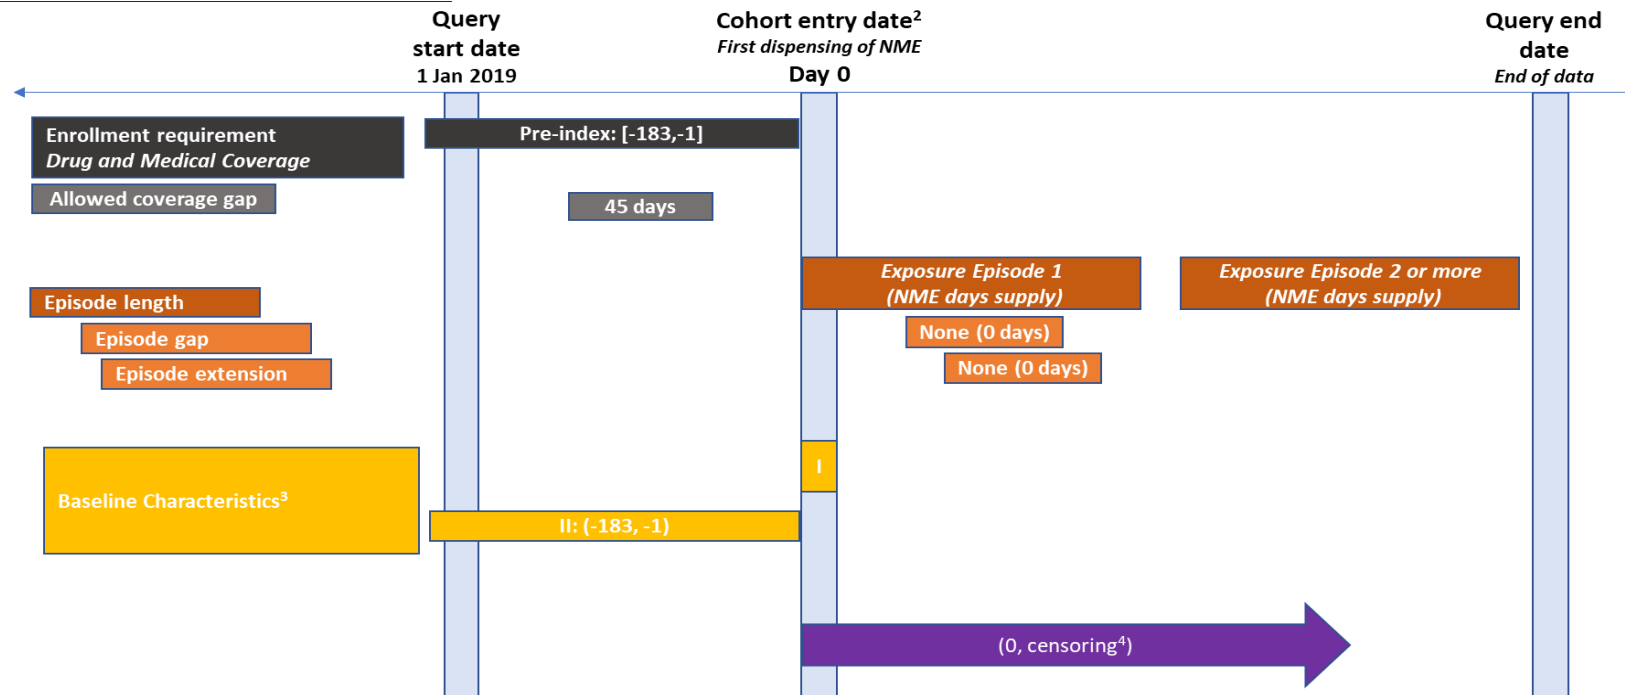 Query
start date
1 Jan 2019
Cohort entry date²
First dispensing of NME
Day 0
Query end
date
End of data
Enrollment requirement
Drug and Medical Coverage
Pre-index: [-183,-1]
Allowed coverage gap
45 days
Exposure Episode 1
(NME days supply)
Exposure Episode 2 or more
(NME days supply)
Episode length
None (0 days)
Episode gap
None (0 days)
Episode extension
I
Baseline Characteristics³
II: (-183, -1)
(0, censoring⁴)